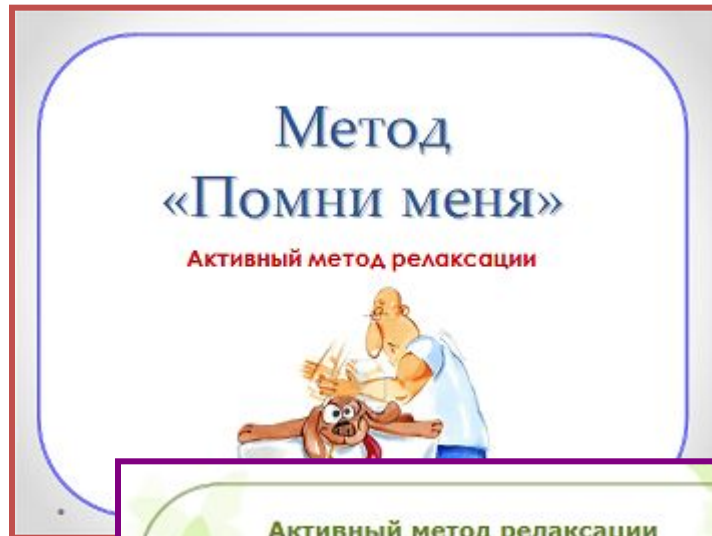 Метод
«Помни меня»
Активный метод релаксации
Активный метод релаксации